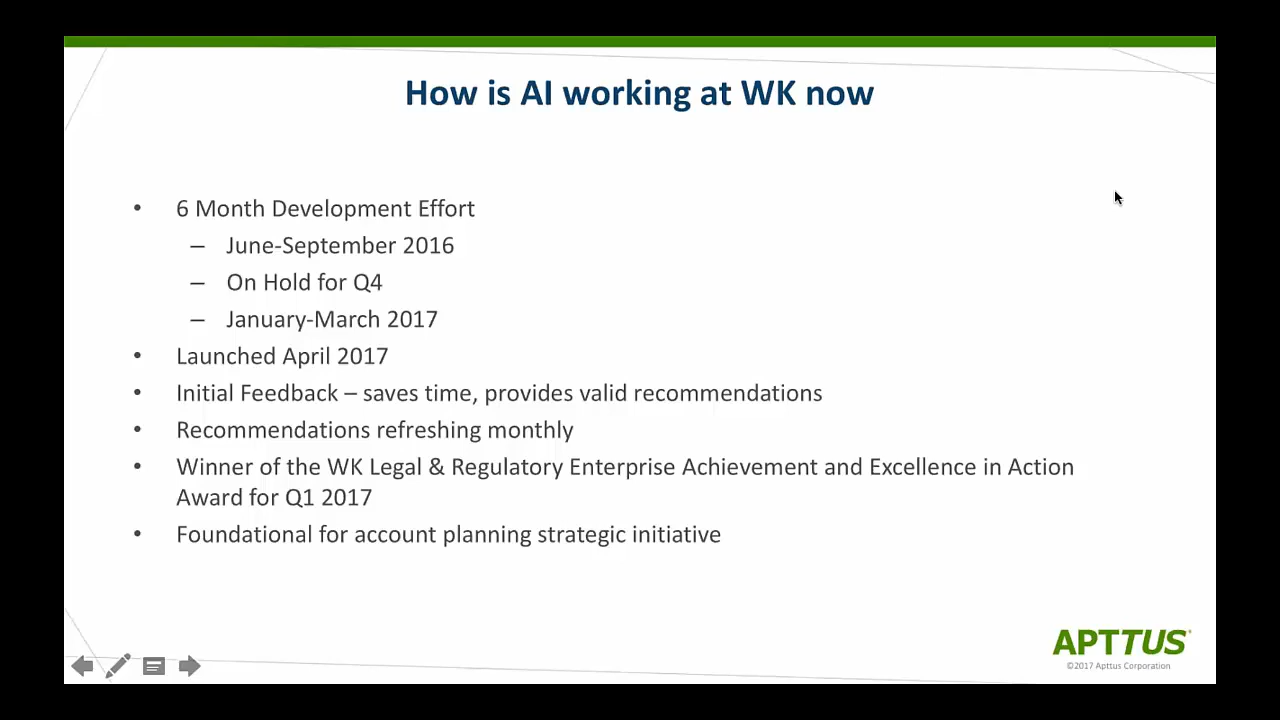 How is AI working at WK now
• 6 Month Development Effort
– June-September 2016
– On Hold for Q4
– January-March 2017
• Launched April 2017
• Initial Feedback – saves time, provides valid recommendations
• Recommendations refreshing monthly
• Winner of the WK Legal & Regulatory Enterprise Achievement and Excellence in Action
Award for Q1 2017
• Foundational for account planning strategic initiative
APTTUS
©2017 Apttus Corporation